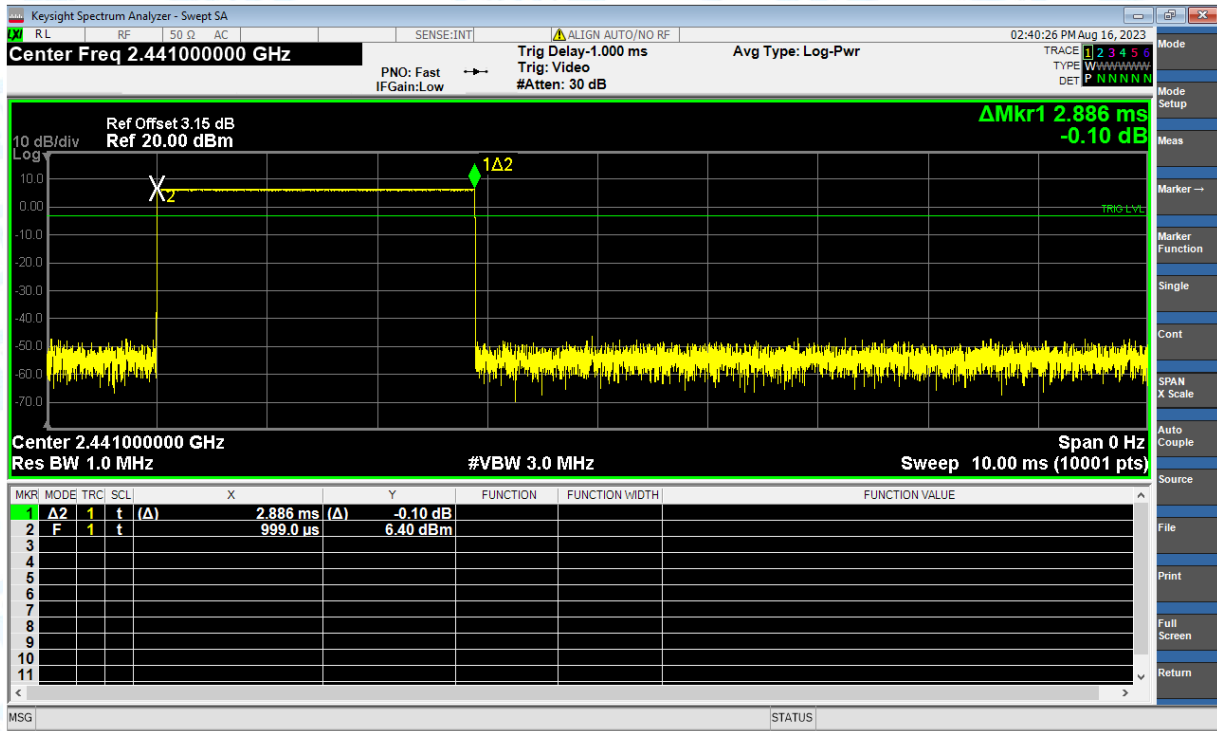 Keysight Spectrum Analyzer - Swept SA
LXI RL RF 50 Ω AC SENSE:INT ALIGN AUTO/NO RF 02:40:26 PM Aug 16, 2023
Center Freq 2.441000000 GHz
PNO: Fast
IFGain:Low
Trig Delay-1.000 ms
Trig: Video
#Atten: 30 dB
Avg Type: Log-Pwr
TRACE 1 2 3 4 5 6
TYPE WWWWWW
DET P N N N N N
ΔMkr1 2.886 ms
-0.10 dB
Ref Offset 3.15 dB
10 dB/div Ref 20.00 dBm
Log
1Δ2
10.0
2
0.00
TRIG LVL
-10.0
-20.0
-30.0
-40.0
-50.0
-60.0
-70.0
Center 2.441000000 GHz Span 0 Hz
Res BW 1.0 MHz #VBW 3.0 MHz Sweep 10.00 ms (10001 pts)
MKR MODE TRC SCL X Y FUNCTION FUNCTION WIDTH FUNCTION VALUE
1 Δ2 1 t (Δ) 2.886 ms (Δ) -0.10 dB
2 F 1 t 999.0 µs 6.40 dBm
3
4
5
6
7
8
9
10
11
MSG STATUS
Mode
Mode
Setup
Meas
Marker →
Marker
Function
Single
Cont
SPAN
X Scale
Auto
Couple
Source
File
Print
Full
Screen
Return